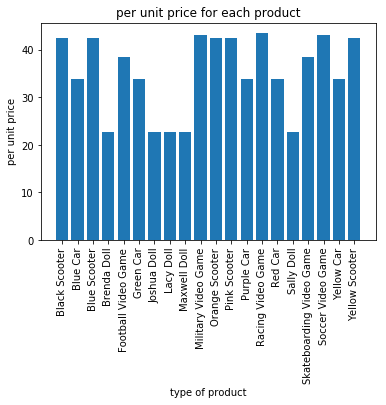 per unit price for each product
per unit price
40
30
20
10
0
Black Scooter
Blue Car
Blue Scooter
Brenda Doll
Football Video Game
Green Car
Joshua Doll
Lacy Doll
Maxwell Doll
Military Video Game
Orange Scooter
Pink Scooter
Purple Car
Racing Video Game
Red Car
Sally Doll
Skateboarding Video Game
Soccer Video Game
Yellow Car
Yellow Scooter
type of product